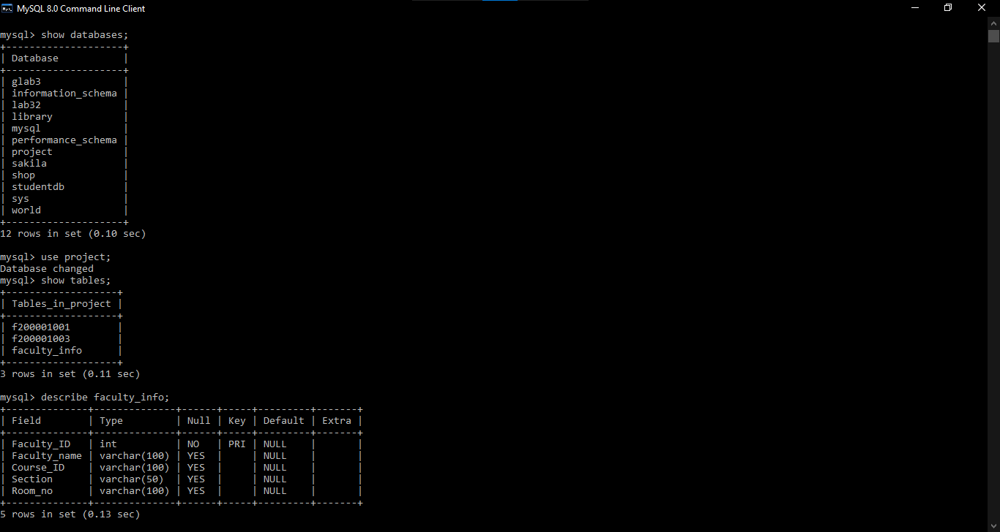 MySQL 8.0 Command Line Client
mysql> show databases;
+--------------------+
| Database           |
+--------------------+
| glab3              |
| information_schema |
| lab32              |
| library            |
| mysql              |
| performance_schema |
| project            |
| sakila             |
| shop               |
| studentdb          |
| sys                |
| world              |
+--------------------+
12 rows in set (0.10 sec)
mysql> use project;
Database changed
mysql> show tables;
+-------------------+
| Tables_in_project |
+-------------------+
| f200001001        |
| f200001003        |
| faculty_info      |
+-------------------+
3 rows in set (0.11 sec)
mysql> describe faculty_info;
+--------------+--------------+------+-----+---------+-------+
| Field        | Type         | Null | Key | Default | Extra |
+--------------+--------------+------+-----+---------+-------+
| Faculty_ID   | int          | NO   | PRI | NULL    |       |
| Faculty_name | varchar(100) | YES  |     | NULL    |       |
| Course_ID    | varchar(100) | YES  |     | NULL    |       |
| Section      | varchar(50)  | YES  |     | NULL    |       |
| Room_no      | varchar(100) | YES  |     | NULL    |       |
+--------------+--------------+------+-----+---------+-------+
5 rows in set (0.13 sec)